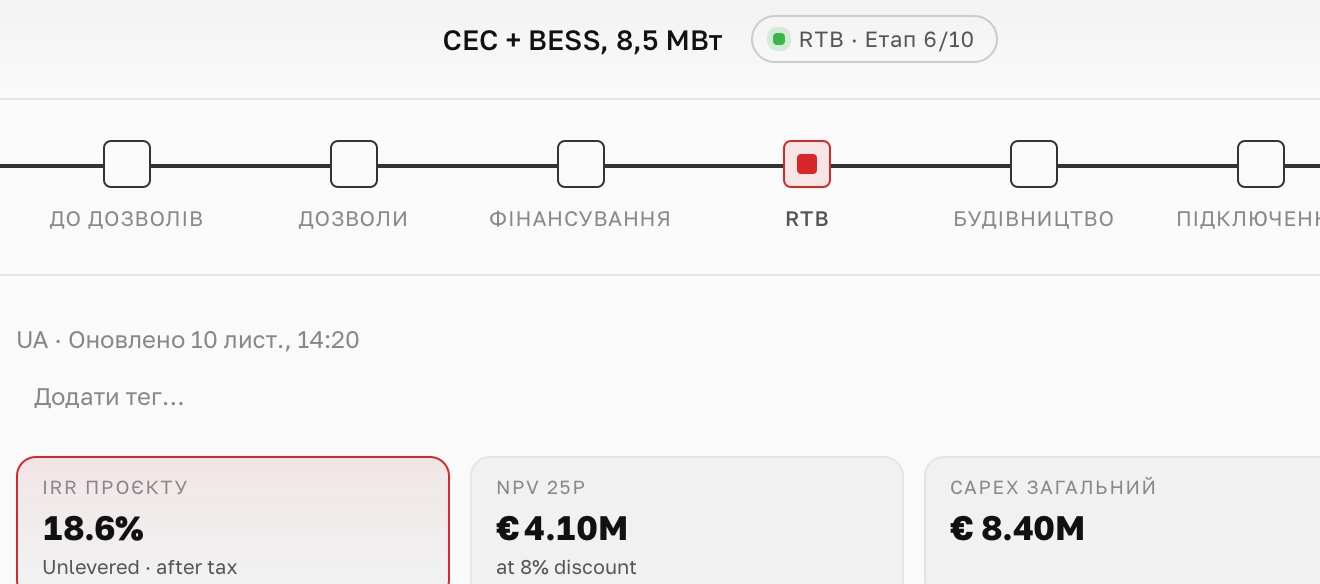 СЕС + BESS, 8,5 МВт
RTB · Етап 6/10
ДО ДОЗВОЛІВ
ДОЗВОЛИ
ФІНАНСУВАННЯ
RTB
БУДІВНИЦТВО
ПІДКЛЮЧЕНН
UA · Оновлено 10 лист., 14:20
Додати тег…
IRR ПРОЄКТУ
18.6%
Unlevered · after tax
NPV 25Р
€ 4.10M
at 8% discount
CAPEX ЗАГАЛЬНИЙ
€ 8.40M